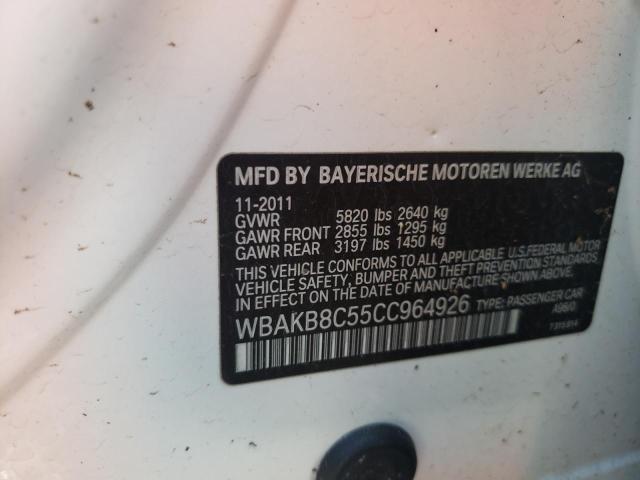 MFD BY BAYERISCHE MOTOREN WERKE AG
11-2011
GVWR 5820 lbs 2640 kg
GAWR FRONT 2855 lbs 1295 kg
GAWR REAR 3197 lbs 1450 kg
THIS VEHICLE CONFORMS TO ALL APPLICABLE U.S. FEDERAL MOTOR
VEHICLE SAFETY, BUMPER AND THEFT PREVENTION STANDARDS
IN EFFECT ON THE DATE OF MANUFACTURE SHOWN ABOVE.
WBAKB8C55CC964926 TYPE: PASSENGER CAR
A96/0